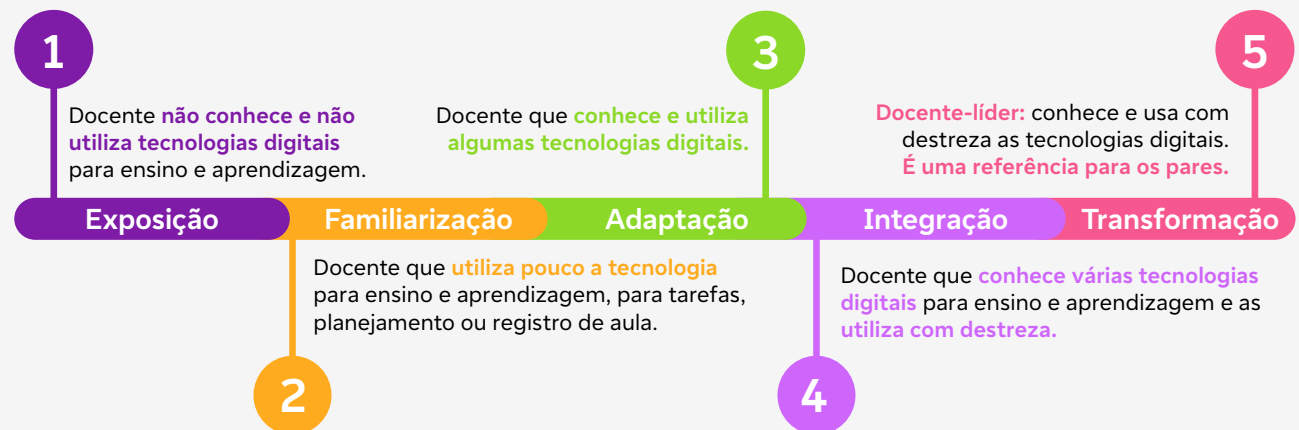 1
Docente não conhece e não
utiliza tecnologias digitais
para ensino e aprendizagem.
3
Docente que conhece e utiliza
algumas tecnologias digitais.
5
Docente-líder: conhece e usa com
destreza as tecnologias digitais.
É uma referência para os pares.
Exposição
Familiarização
Adaptação
Integração
Transformação
Docente que utiliza pouco a tecnologia
para ensino e aprendizagem, para tarefas,
planejamento ou registro de aula.
2
Docente que conhece várias tecnologias
digitais para ensino e aprendizagem e as
utiliza com destreza.
4